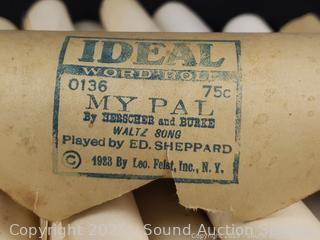 IDEAL
WORD ROLL
0136 75c
MY PAL
By HERSCHER and BURKE
WALTZ SONG
Played by ED. SHEPPARD
© 1923 By Leo. Feist, Inc., N. Y.
Copyright Sound Auction Service